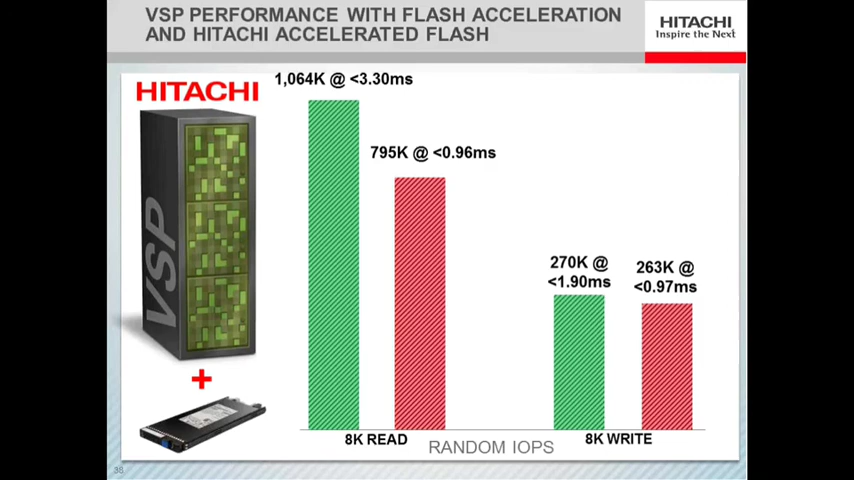 VSP PERFORMANCE WITH FLASH ACCELERATION
AND HITACHI ACCELERATED FLASH
HITACHI
Inspire the Next
HITACHI
VSP
+
1,064K @ <3.30ms
795K @ <0.96ms
270K @
<1.90ms
263K @
<0.97ms
8K READ
8K WRITE
RANDOM IOPS
38